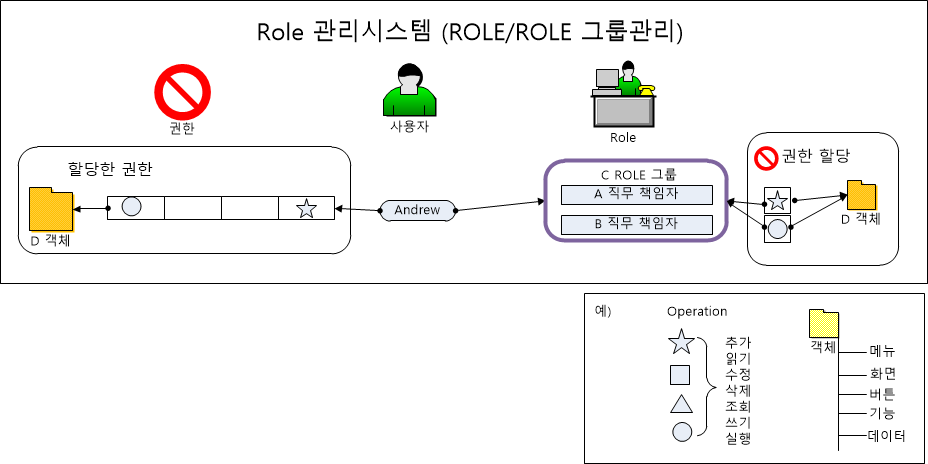 Role 관리시스템 (ROLE/ROLE 그룹관리)
권한
사용자
Role
할당한 권한
D 객체
Andrew
C ROLE 그룹
A 직무 책임자
B 직무 책임자
권한 할당
D 객체
예)
Operation
추가
읽기
수정
삭제
조회
쓰기
실행
객체
메뉴
화면
버튼
기능
데이터